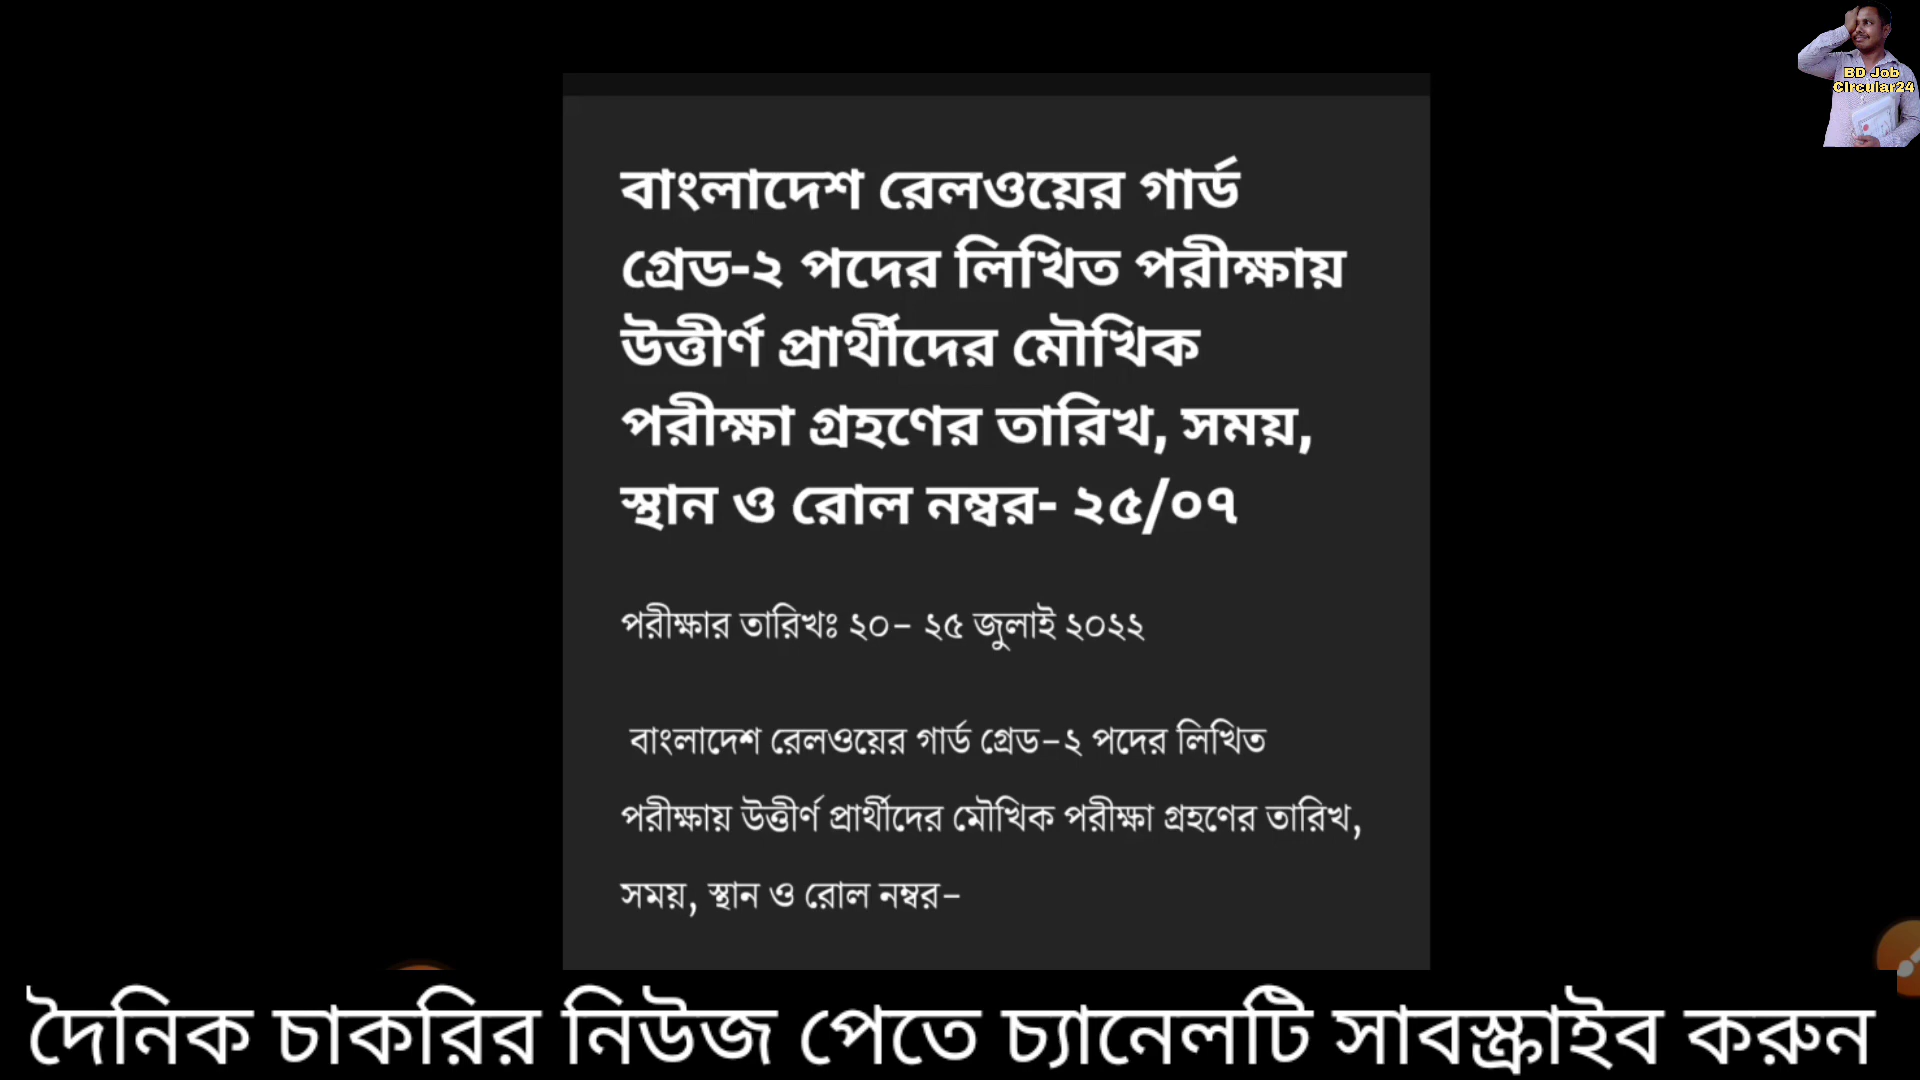 BD Job
Circular24
বাংলাদেশ রেলওয়ের গার্ড
গ্রেড-২ পদের লিখিত পরীক্ষায়
উত্তীর্ণ প্রার্থীদের মৌখিক
পরীক্ষা গ্রহণের তারিখ, সময়,
স্থান ও রোল নম্বর- ২৫/০৭
পরীক্ষার তারিখঃ ২০– ২৫ জুলাই ২০২২
বাংলাদেশ রেলওয়ের গার্ড গ্রেড–২ পদের লিখিত
পরীক্ষায় উত্তীর্ণ প্রার্থীদের মৌখিক পরীক্ষা গ্রহণের তারিখ,
সময়, স্থান ও রোল নম্বর–
দৈনিক চাকরির নিউজ পেতে চ্যানেলটি সাবস্ক্রাইব করুন